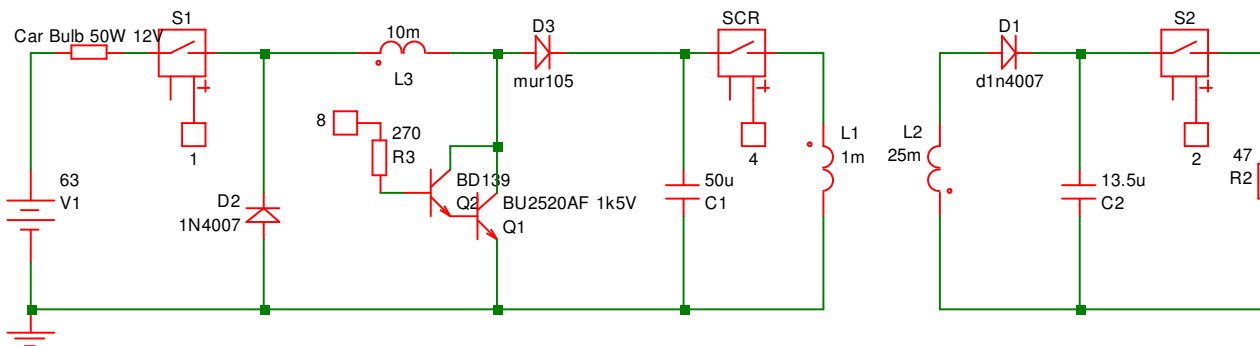 S1
Car Bulb 50W 12V
1
63
V1
D2
1N4007
10m
L3
8
270
R3
BD139
Q2
BU2520AF 1k5V
Q1
D3
mur105
SCR
4
50u
C1
L1
1m
L2
25m
D1
d1n4007
13.5u
C2
S2
2
47
R2